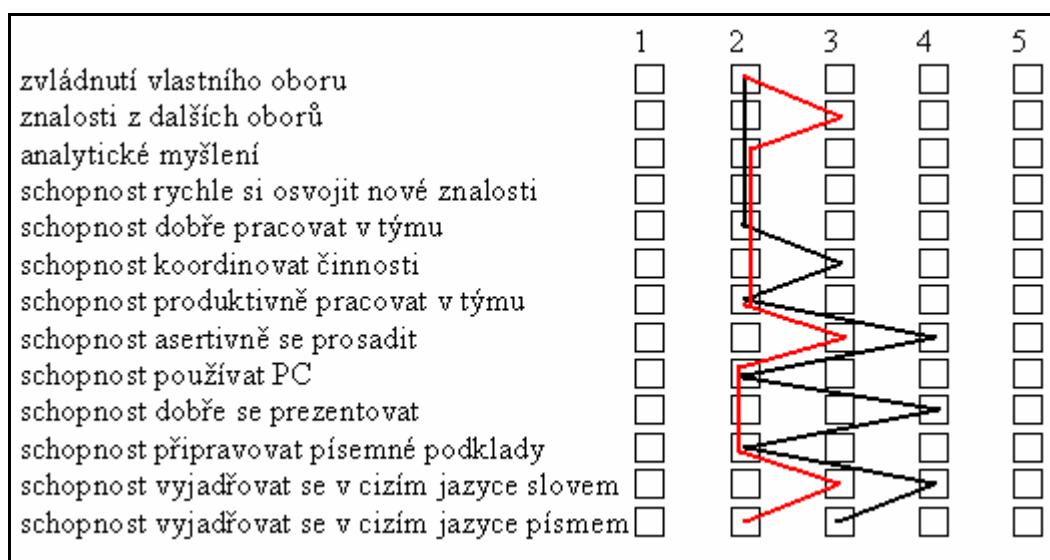 1 2 3 4 5
zvládnutí vlastního oboru
znalosti z dalších oborů
analytické myšlení
schopnost rychle si osvojit nové znalosti
schopnost dobře pracovat v týmu
schopnost koordinovat činnosti
schopnost produktivně pracovat v týmu
schopnost asertivně se prosadit
schopnost používat PC
schopnost dobře se prezentovat
schopnost připravovat písemné podklady
schopnost vyjadřovat se v cizím jazyce slovem
schopnost vyjadřovat se v cizím jazyce písmem